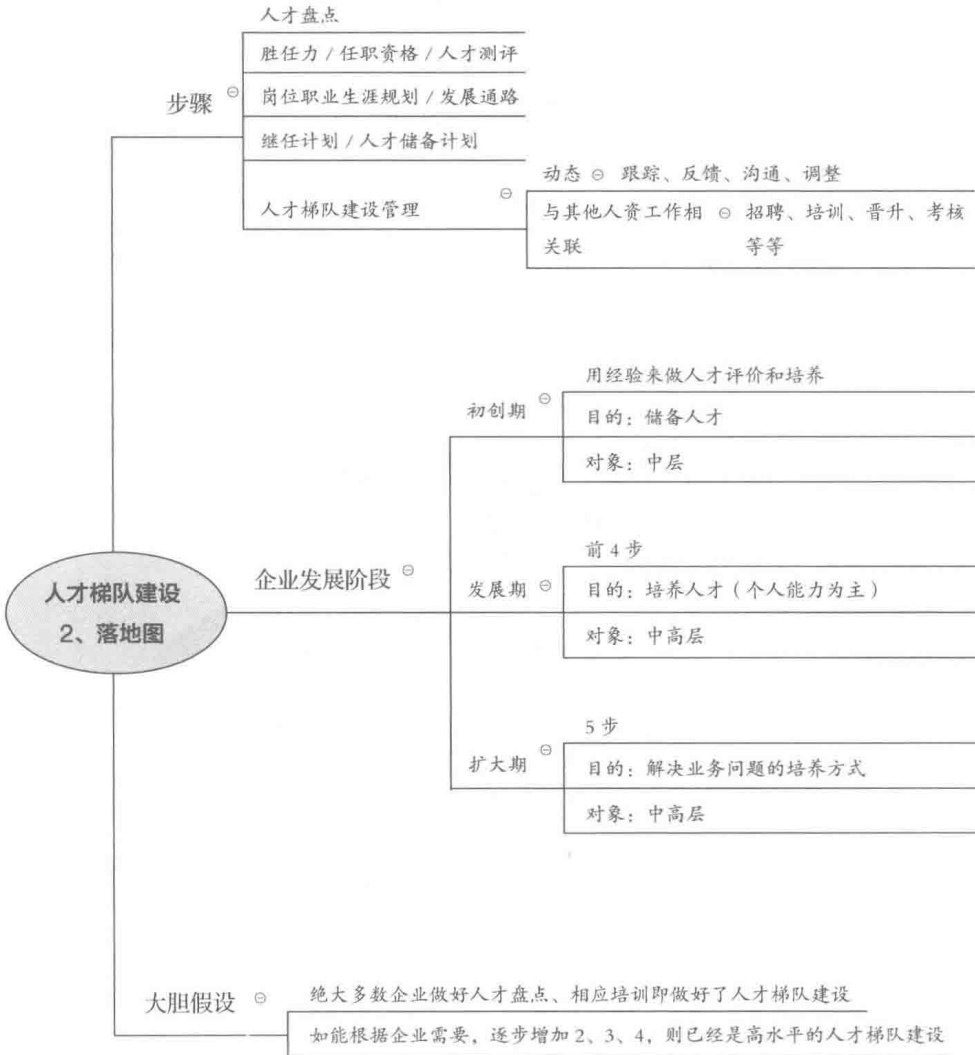 人才盘点
胜任力 / 任职资格 / 人才测评
步骤
岗位职业生涯规划 / 发展通路
继任计划 / 人才储备计划
人才梯队建设管理
动态
跟踪、反馈、沟通、调整
与其他人资工作相
关联
招聘、培训、晋升、考核
等等
人才梯队建设
2、落地图
企业发展阶段
初创期
用经验来做人才评价和培养
目的：储备人才
对象：中层
发展期
前 4 步
目的：培养人才（个人能力为主）
对象：中高层
扩大期
5 步
目的：解决业务问题的培养方式
对象：中高层
大胆假设
绝大多数企业做好人才盘点、相应培训即做好了人才梯队建设
如能根据企业需要，逐步增加 2、3、4，则已经是高水平的人才梯队建设